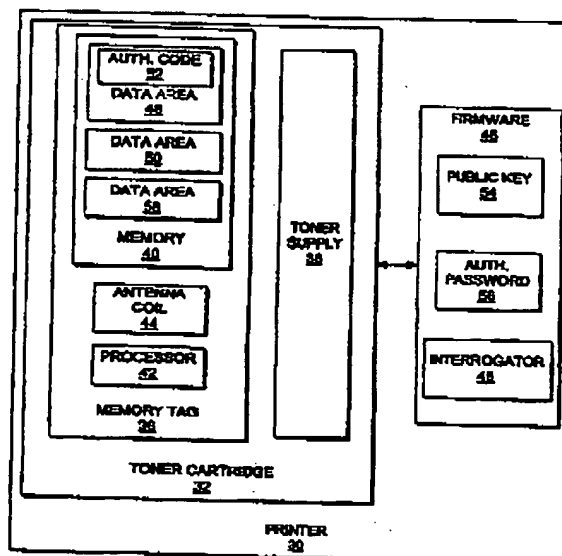 AUTH. CODE
52
DATA AREA
48
DATA AREA
50
DATA AREA
58
MEMORY
40
ANTENNA
COIL
44
PROCESSOR
42
MEMORY TAG
36
TONER CARTRIDGE
32
TONER
SUPPLY
38
FIRMWARE
46
PUBLIC KEY
54
AUTH.
PASSWORD
56
INTERROGATOR
PRINTER
30